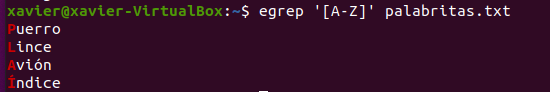 xavier@xavier-VirtualBox:~$ egrep '[A-Z]' palabritas.txt
Puerro
Lince
Avión
Índice